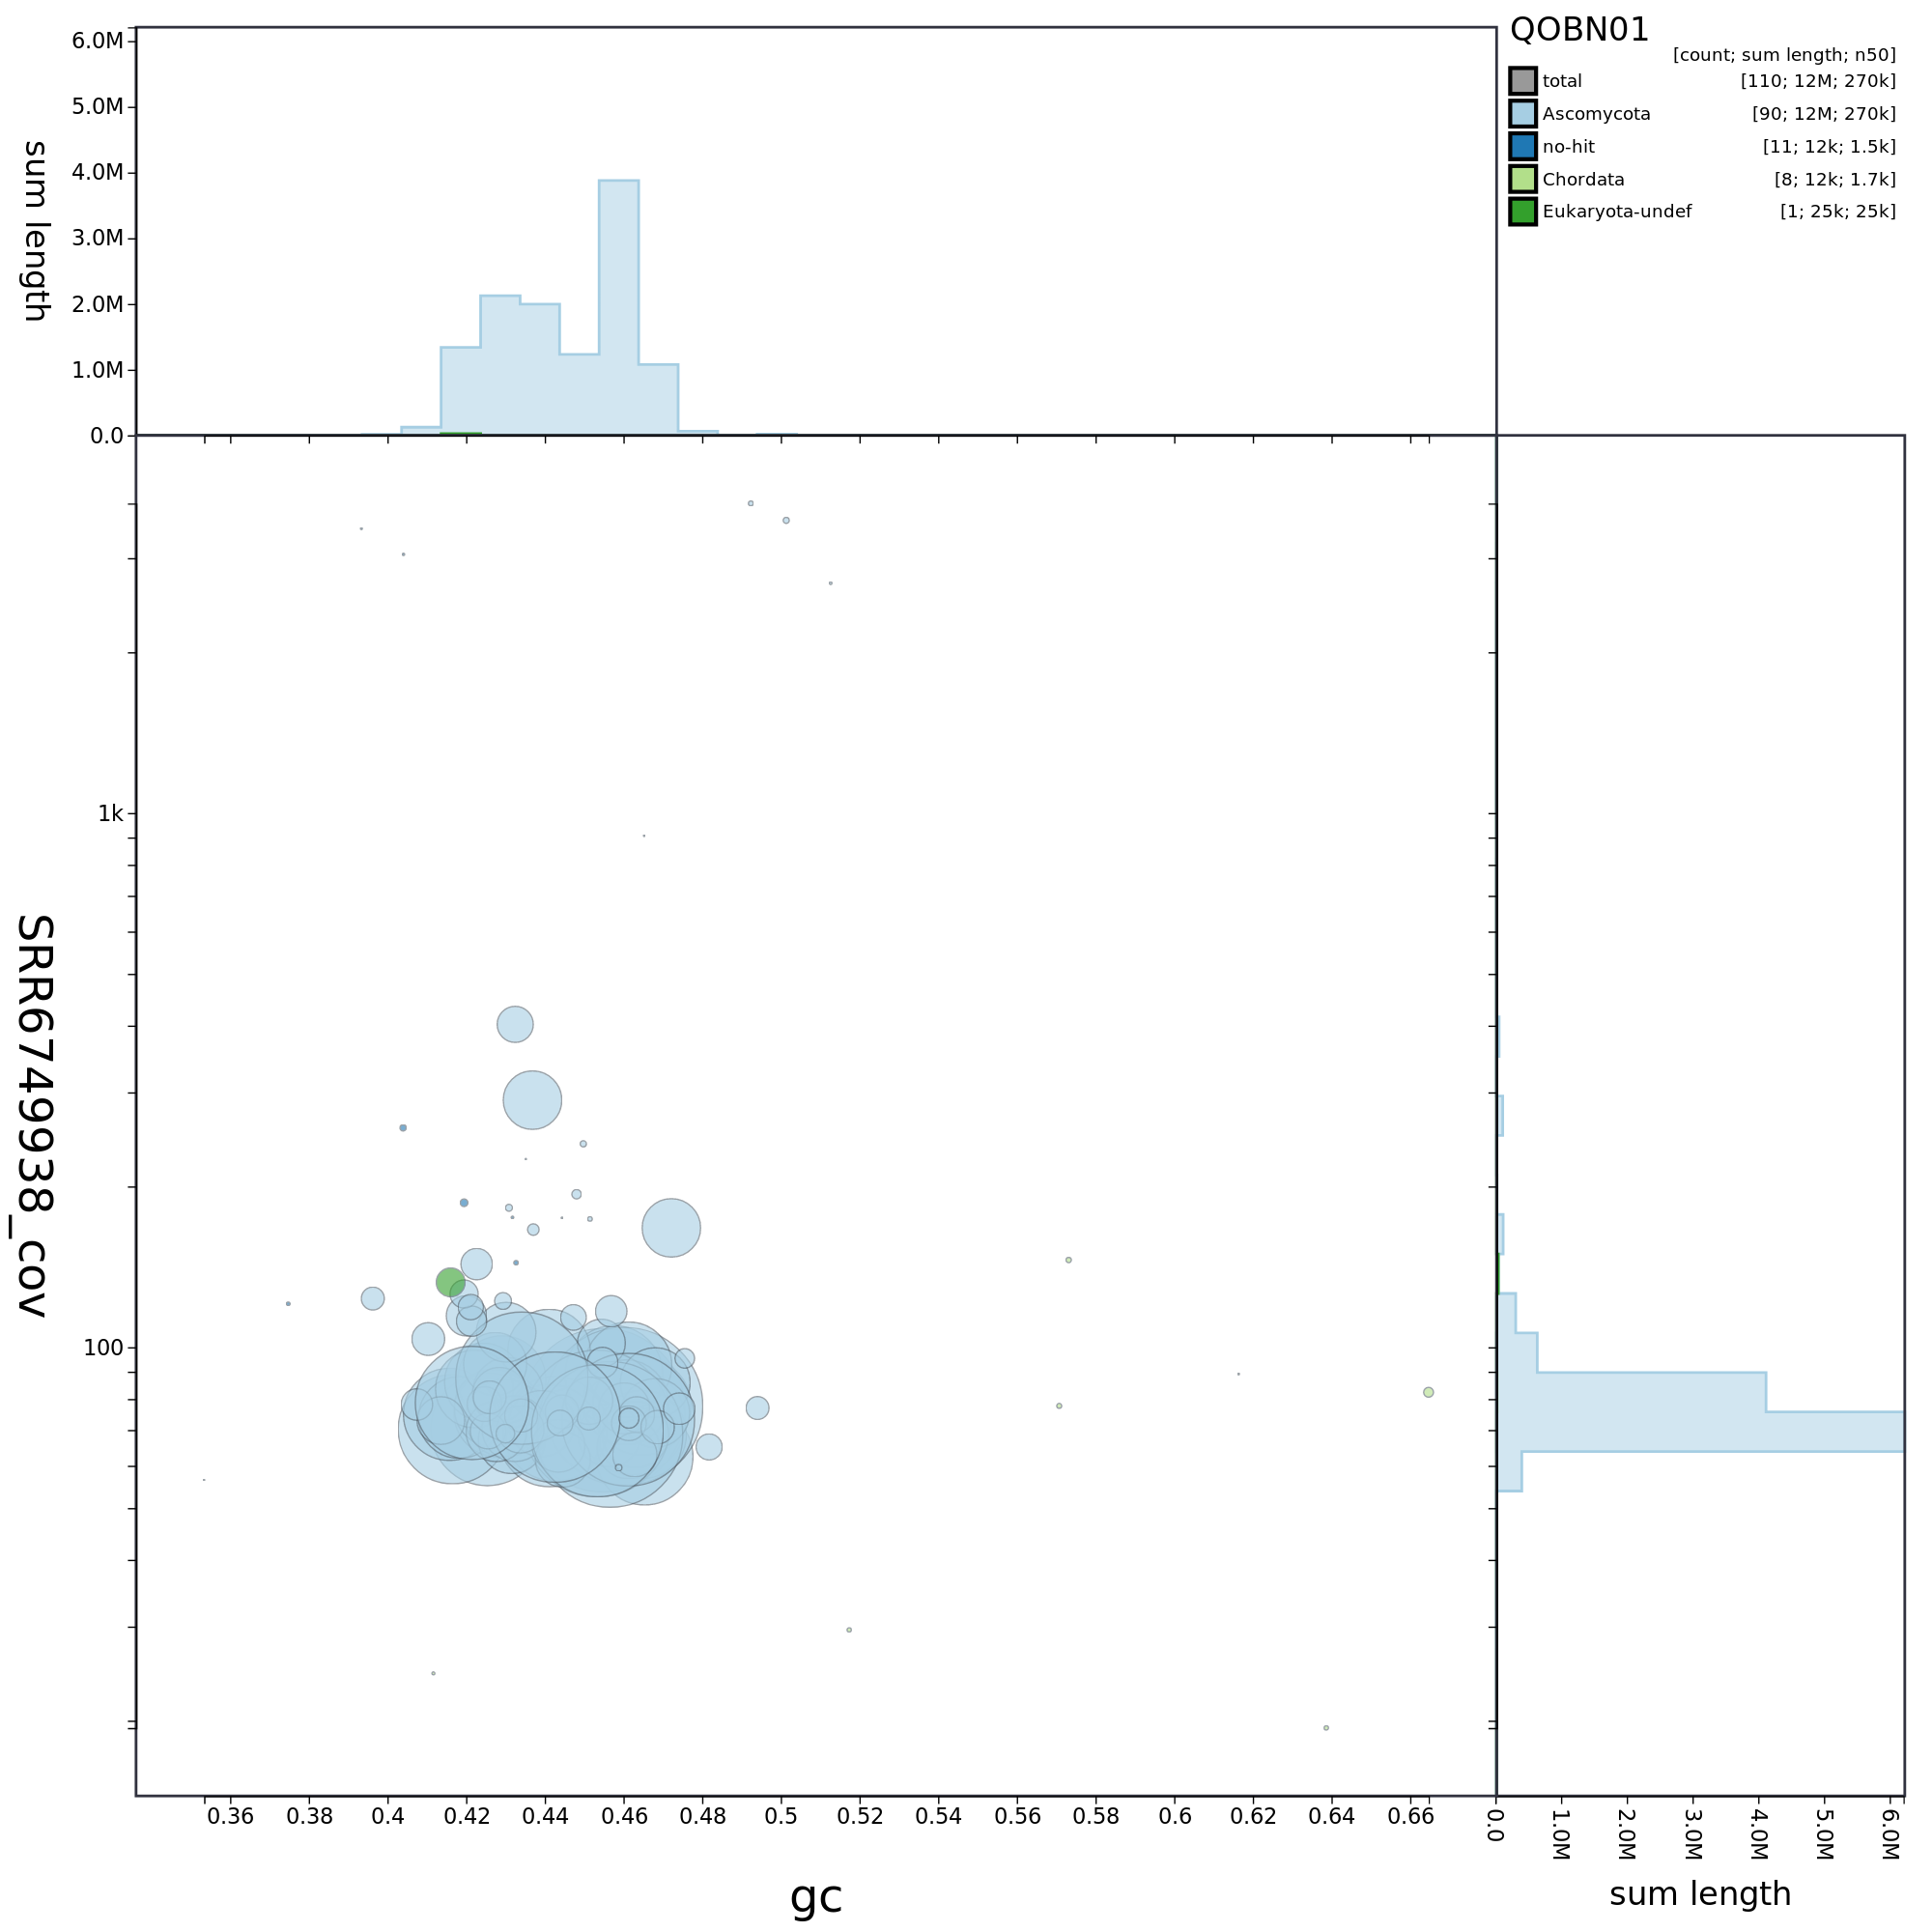 QOBN01
[count; sum length; n50]
total [110; 12M; 270k]
Ascomycota [90; 12M; 270k]
no-hit [11; 12k; 1.5k]
Chordata [8; 12k; 1.7k]
Eukaryota-undef [1; 25k; 25k]
sum length
6.0M
5.0M
4.0M
3.0M
2.0M
1.0M
0.0
SRR6749938_cov
1k
100
0.36 0.38 0.4 0.42 0.44 0.46 0.48 0.5 0.52 0.54 0.56 0.58 0.6 0.62 0.64 0.66
gc
0.0 1.0M 2.0M 3.0M 4.0M 5.0M 6.0M
sum length